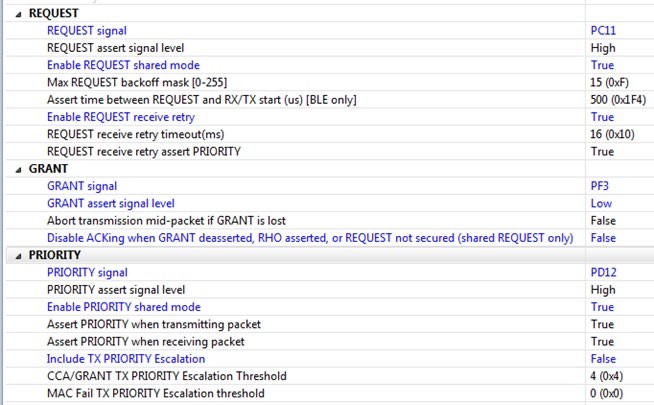 REQUEST
REQUEST signal PC11
REQUEST assert signal level High
Enable REQUEST shared mode True
Max REQUEST backoff mask [0-255] 15 (0xF)
Assert time between REQUEST and RX/TX start (us) [BLE only] 500 (0x1F4)
Enable REQUEST receive retry True
REQUEST receive retry timeout(ms) 16 (0x10)
REQUEST receive retry assert PRIORITY True
GRANT
GRANT signal PF3
GRANT assert signal level Low
Abort transmission mid-packet if GRANT is lost False
Disable ACKing when GRANT deasserted, RHO asserted, or REQUEST not secured (shared REQUEST only) False
PRIORITY
PRIORITY signal PD12
PRIORITY assert signal level High
Enable PRIORITY shared mode True
Assert PRIORITY when transmitting packet True
Assert PRIORITY when receiving packet True
Include TX PRIORITY Escalation False
CCA/GRANT TX PRIORITY Escalation Threshold 4 (0x4)
MAC Fail TX PRIORITY Escalation threshold 0 (0x0)